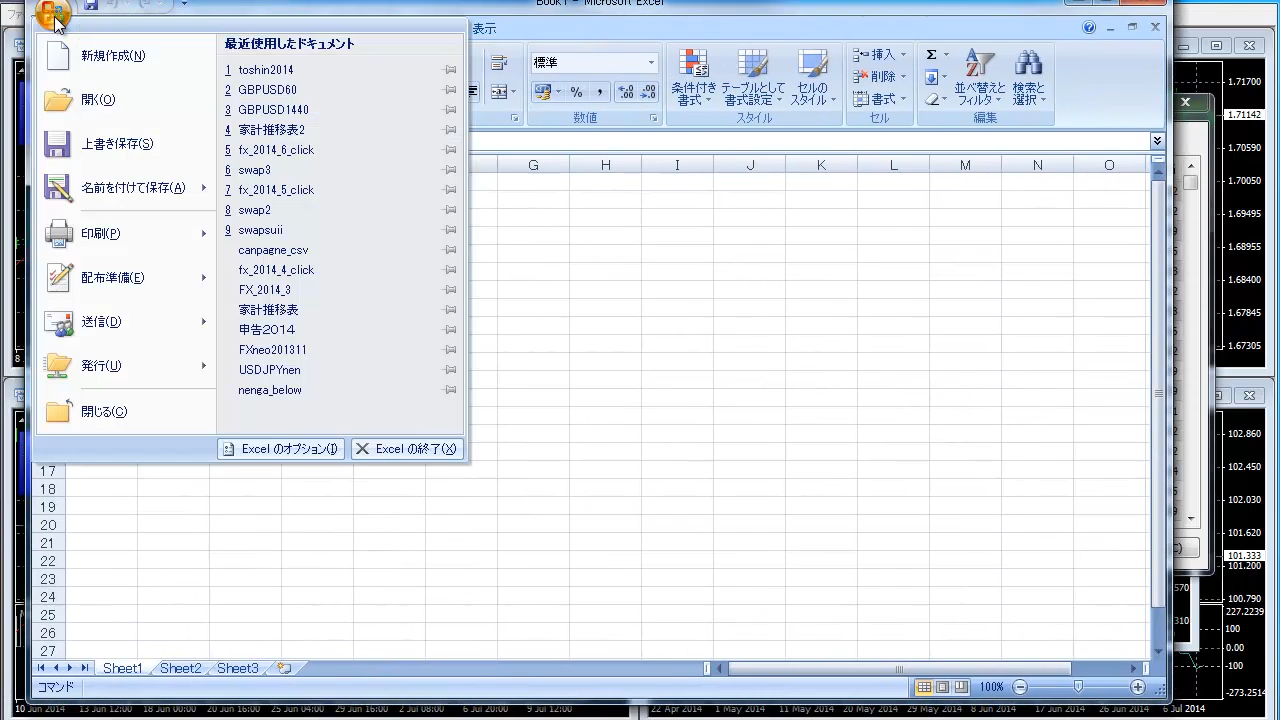 Book1 - Microsoft Excel
表示
新規作成(N)
開く(O)
上書き保存(S)
名前を付けて保存(A)
印刷(P)
配布準備(E)
送信(D)
発行(U)
閉じる(C)
最近使用したドキュメント
1 toshin2014
2 GBPUSD60
3 GBPUSD1440
4 家計推移表2
5 fx_2014_6_click
6 swap3
7 fx_2014_5_click
8 swap2
9 swapsuii
canpagne_csv
fx_2014_4_click
FX_2014_3
家計推移表
申告2014
FXneo201311
USDJPYnen
nenga_below
Excel のオプション(I)
Excel の終了(X)
標準
% ,
数値
条件付き
書式
テーブルとして
書式設定
セルの
スタイル
スタイル
挿入
削除
書式
セル
Σ
並べ替えと
フィルタ
検索と
選択
編集
G H I J K L M N O
17
18
19
20
21
22
23
24
25
26
27
Sheet1 Sheet2 Sheet3
コマンド
100%
1.71700
1.71142
1.70590
1.70050
1.69495
1.68955
1.68400
1.67845
1.67305
102.860
102.450
102.030
101.620
101.333
101.200
100.790
227.2239
100
0.00
-100
-273.2514
570
310
10 Jun 2014 13 Jun 12:00 18 Jun 00:00 20 Jun 12:00 25 Jun 04:00 27 Jun 16:00 2 Jul 08:00 4 Jul 20:00 9 Jul 12:00
22 Apr 2014 1 May 2014 11 May 2014 20 May 2014 29 May 2014 8 Jun 2014 17 Jun 2014 26 Jun 2014 6 Jul 2014